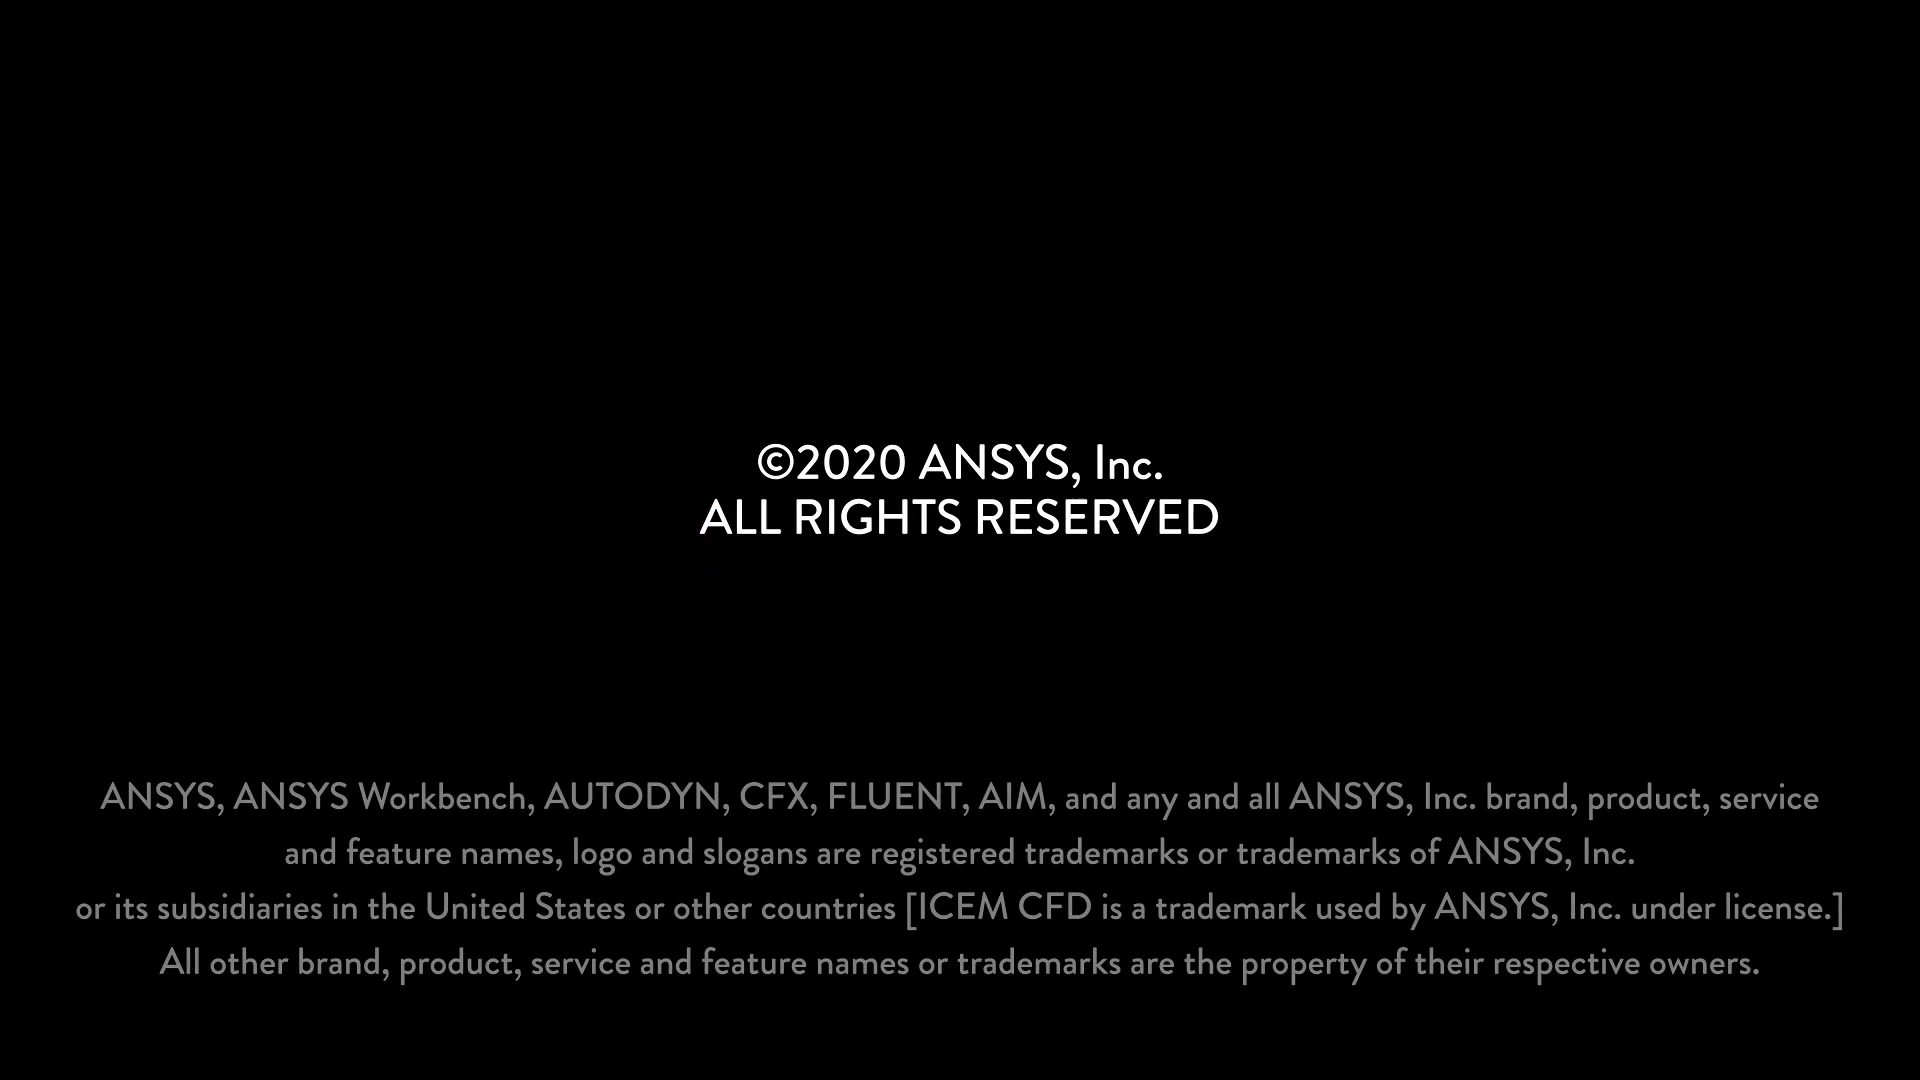 ©2020 ANSYS, Inc.
ALL RIGHTS RESERVED
ANSYS, ANSYS Workbench, AUTODYN, CFX, FLUENT, AIM, and any and all ANSYS, Inc. brand, product, service
and feature names, logo and slogans are registered trademarks or trademarks of ANSYS, Inc.
or its subsidiaries in the United States or other countries [ICEM CFD is a trademark used by ANSYS, Inc. under license.]
All other brand, product, service and feature names or trademarks are the property of their respective owners.